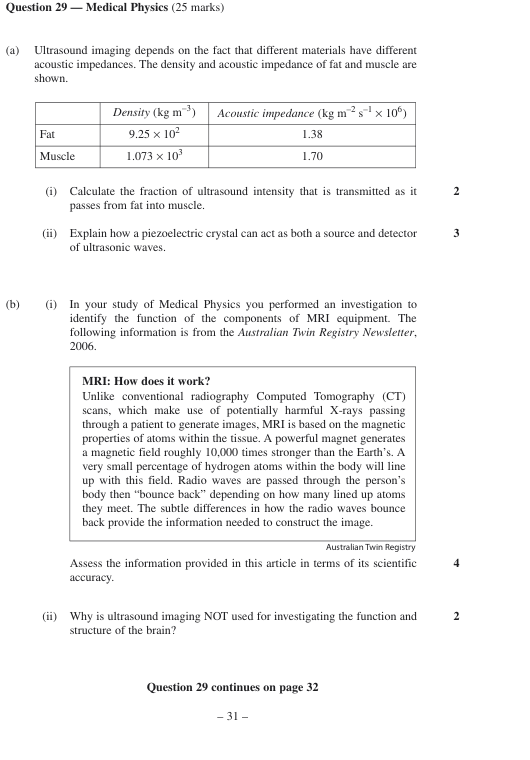 Question 29 — Medical Physics (25 marks)
(a) Ultrasound imaging depends on the fact that different materials have different
acoustic impedances. The density and acoustic impedance of fat and muscle are
shown.
Density (kg m⁻³) Acoustic impedance (kg m⁻² s⁻¹ × 10⁶)
Fat 9.25 × 10² 1.38
Muscle 1.073 × 10³ 1.70
(i) Calculate the fraction of ultrasound intensity that is transmitted as it 2
passes from fat into muscle.
(ii) Explain how a piezoelectric crystal can act as both a source and detector 3
of ultrasonic waves.
(b) (i) In your study of Medical Physics you performed an investigation to
identify the function of the components of MRI equipment. The
following information is from the Australian Twin Registry Newsletter,
2006.
MRI: How does it work?
Unlike conventional radiography Computed Tomography (CT)
scans, which make use of potentially harmful X-rays passing
through a patient to generate images, MRI is based on the magnetic
properties of atoms within the tissue. A powerful magnet generates
a magnetic field roughly 10,000 times stronger than the Earth's. A
very small percentage of hydrogen atoms within the body will line
up with this field. Radio waves are passed through the person's
body then “bounce back” depending on how many lined up atoms
they meet. The subtle differences in how the radio waves bounce
back provide the information needed to construct the image.
Australian Twin Registry
Assess the information provided in this article in terms of its scientific 4
accuracy.
(ii) Why is ultrasound imaging NOT used for investigating the function and 2
structure of the brain?
Question 29 continues on page 32
– 31 –